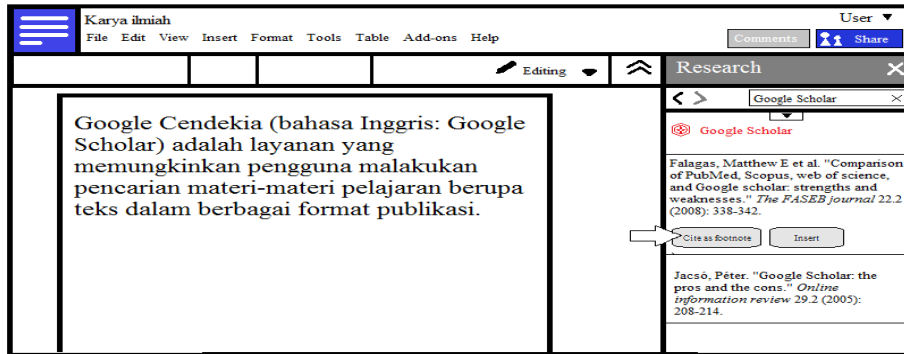 Karya ilmiah
User
File Edit View Insert Format Tools Table Add-ons Help
Comments
Share
Editing
Research
Google Scholar
Google Scholar
Google Cendekia (bahasa Inggris: Google
Scholar) adalah layanan yang
memungkinkan pengguna malakukan
pencarian materi-materi pelajaran berupa
teks dalam berbagai format publikasi.
Falagas, Matthew E et al. "Comparison
of PubMed, Scopus, web of science,
and Google scholar: strengths and
weaknesses." The FASEB journal 22.2
(2008): 338-342.
Cite as footnote
Insert
Jacsó, Péter. "Google Scholar: the
pros and the cons." Online
information review 29.2 (2005):
208-214.